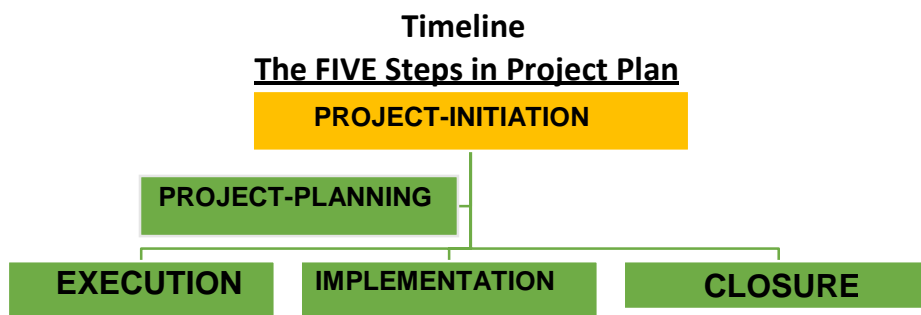 Timeline
The FIVE Steps in Project Plan
PROJECT-INITIATION
PROJECT-PLANNING
EXECUTION
IMPLEMENTATION
CLOSURE